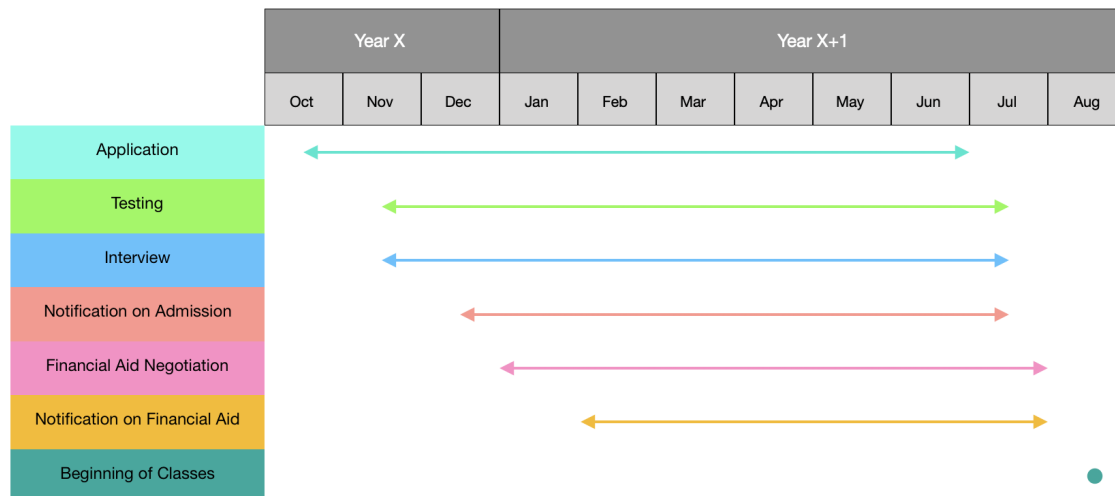 Year X
Year X+1
Oct
Nov
Dec
Jan
Feb
Mar
Apr
May
Jun
Jul
Aug
Application
Testing
Interview
Notification on Admission
Financial Aid Negotiation
Notification on Financial Aid
Beginning of Classes